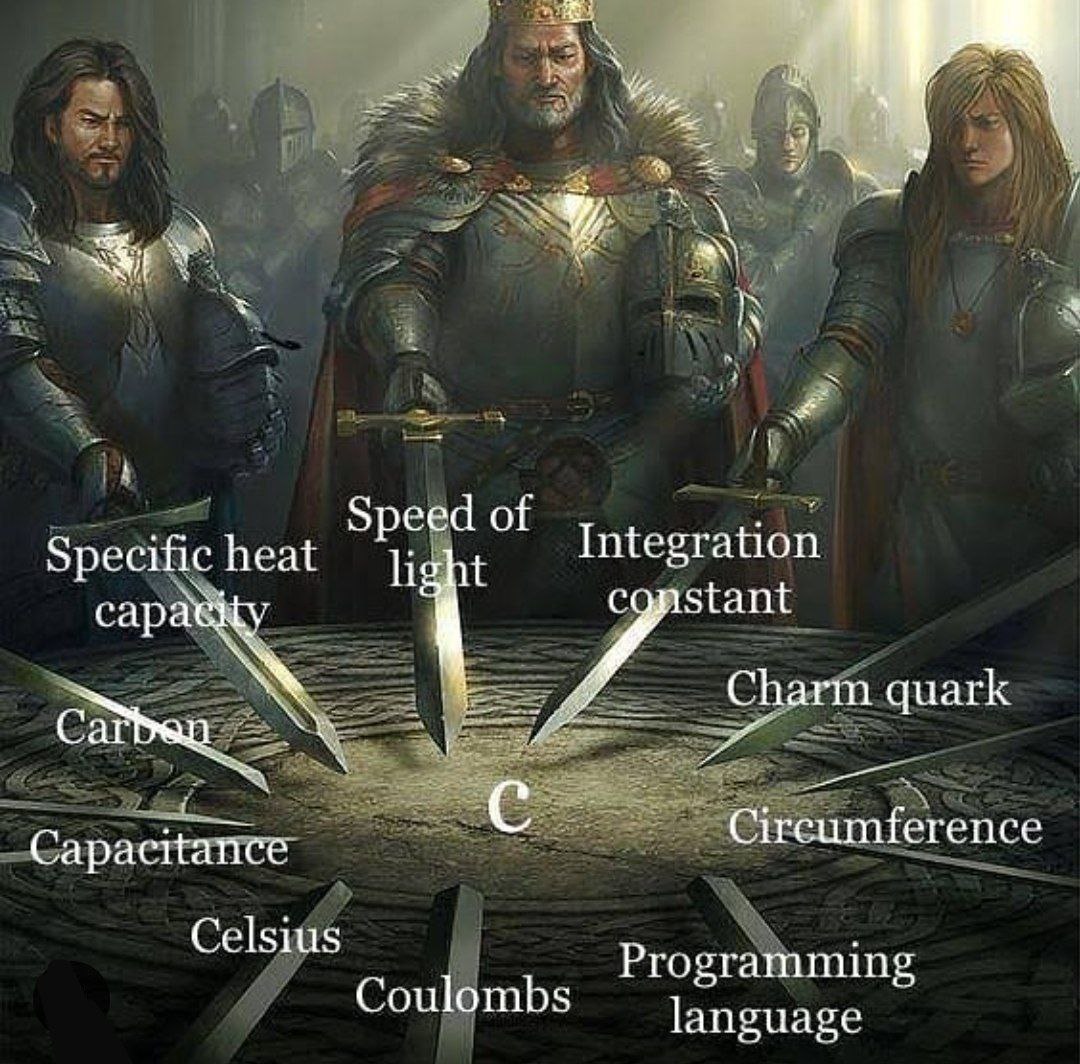 Speed of
light
Specific heat
capacity
Integration
constant
Carbon
Charm quark
c
Capacitance
Circumference
Celsius
Coulombs
Programming
language